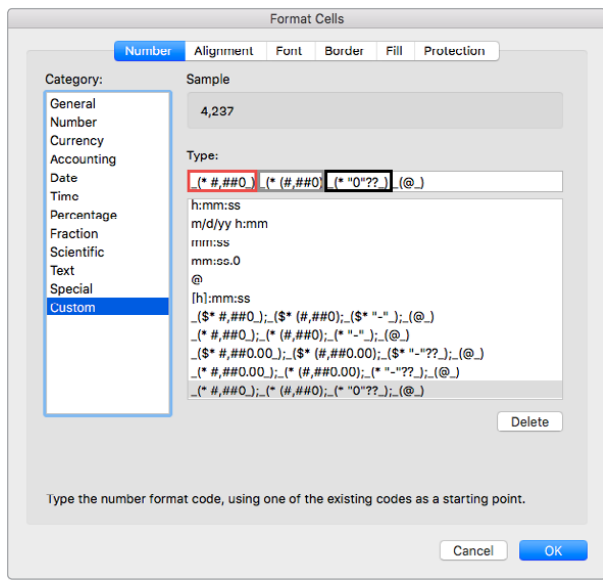 Format Cells
Number Alignment Font Border Fill Protection
Category:
General
Number
Currency
Accounting
Date
Time
Percentage
Fraction
Scientific
Text
Special
Custom
Sample
4,237
Type:
_(* #,##0_) _(* (#,##0) _(* "0"??_) _(@_)
h:mm:ss
m/d/yy h:mm
mm:ss
mm:ss.0
@
[h]:mm:ss
_($* #,##0_);_($* (#,##0);_($* "-"_);_(@_)
_(* #,##0_);_(* (#,##0);_(* "-"_);_(@_)
_($* #,##0.00_);_($* (#,##0.00);_($* "-"??_);_(@_)
_(* #,##0.00_);_(* (#,##0.00);_(* "-"??_);_(@_)
_(* #,##0_);_(* (#,##0);_(* "0"??_);_(@_)
Delete
Type the number format code, using one of the existing codes as a starting point.
Cancel OK